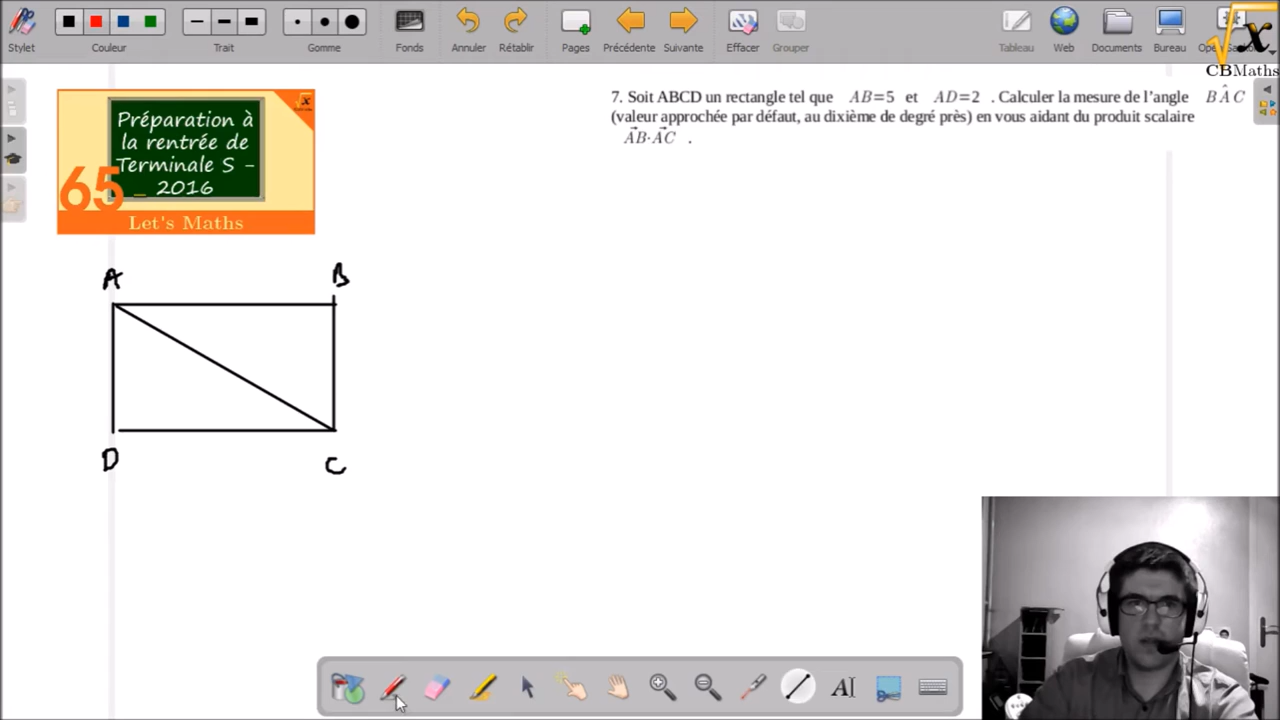 Stylet
Couleur
Trait
Gomme
Fonds
Annuler
Rétablir
Pages
Précédente
Suivante
Effacer
Grouper
Tableau
Web
Documents
Bureau
√x
CBMaths
Préparation à
la rentrée de
Terminale S -
2016
65
Let's Maths
7. Soit ABCD un rectangle tel que AB=5 et AD=2 . Calculer la mesure de l'angle BÂC
(valeur approchée par défaut, au dixième de degré près) en vous aidant du produit scalaire
A⃗B·A⃗C .
A B
D C
AI